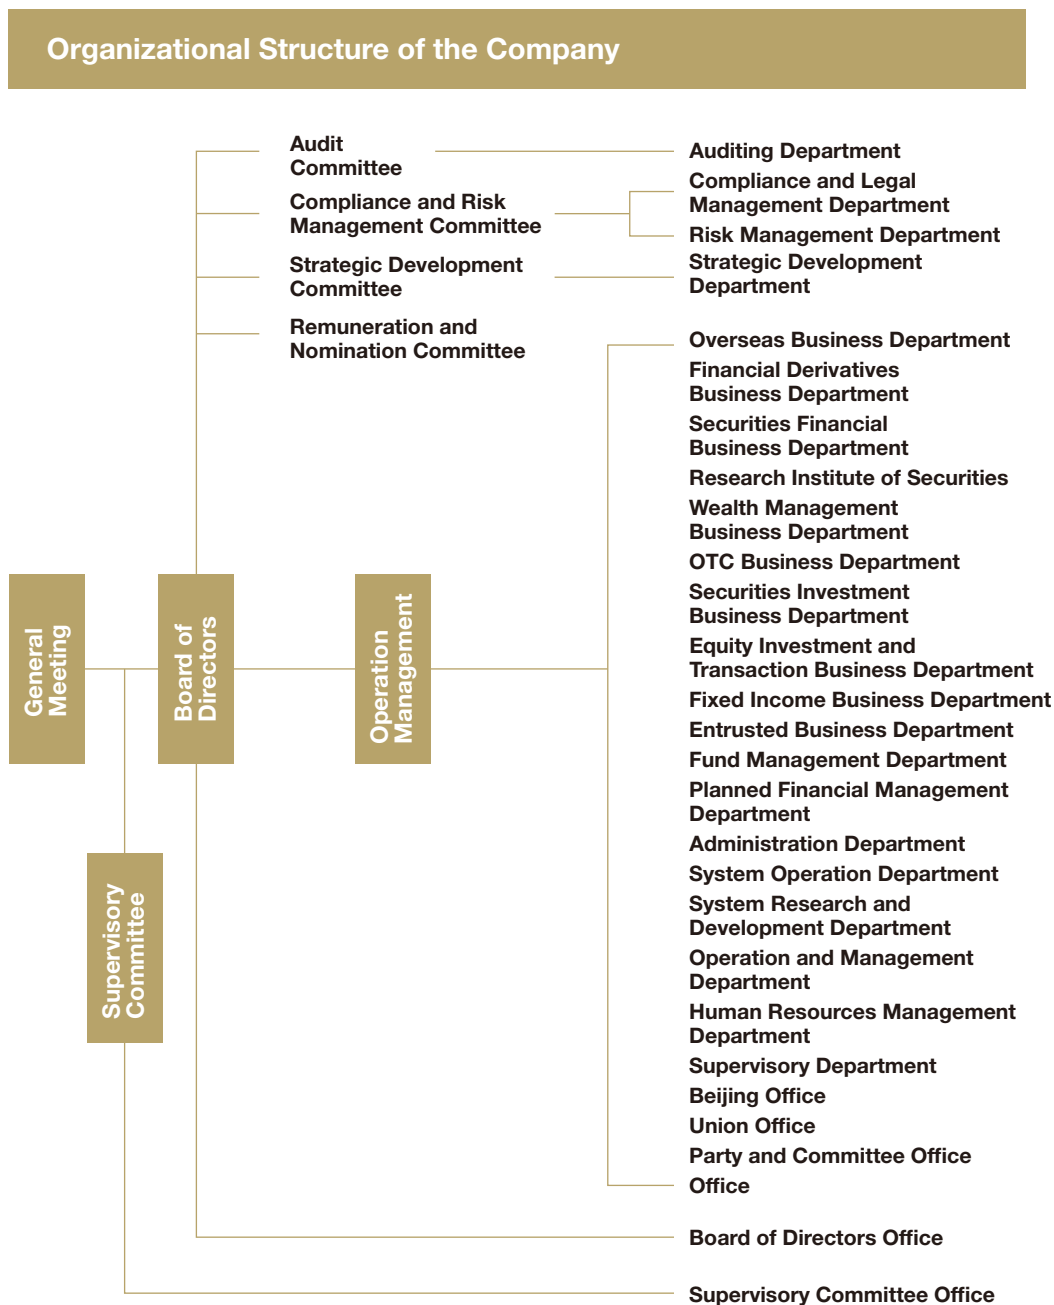 Organizational Structure of the Company
Audit
Committee
Compliance and Risk
Management Committee
Strategic Development
Committee
Remuneration and
Nomination Committee
Auditing Department
Compliance and Legal
Management Department
Risk Management Department
Strategic Development
Department
Overseas Business Department
Financial Derivatives
Business Department
Securities Financial
Business Department
Research Institute of Securities
Wealth Management
Business Department
OTC Business Department
Securities Investment
Business Department
Equity Investment and
Transaction Business Department
Fixed Income Business Department
Entrusted Business Department
Fund Management Department
Planned Financial Management
Department
Administration Department
System Operation Department
System Research and
Development Department
Operation and Management
Department
Human Resources Management
Department
Supervisory Department
Beijing Office
Union Office
Party and Committee Office
Office
Board of Directors Office
Supervisory Committee Office
General
Meeting
Board of
Directors
Operation
Management
Supervisory
Committee